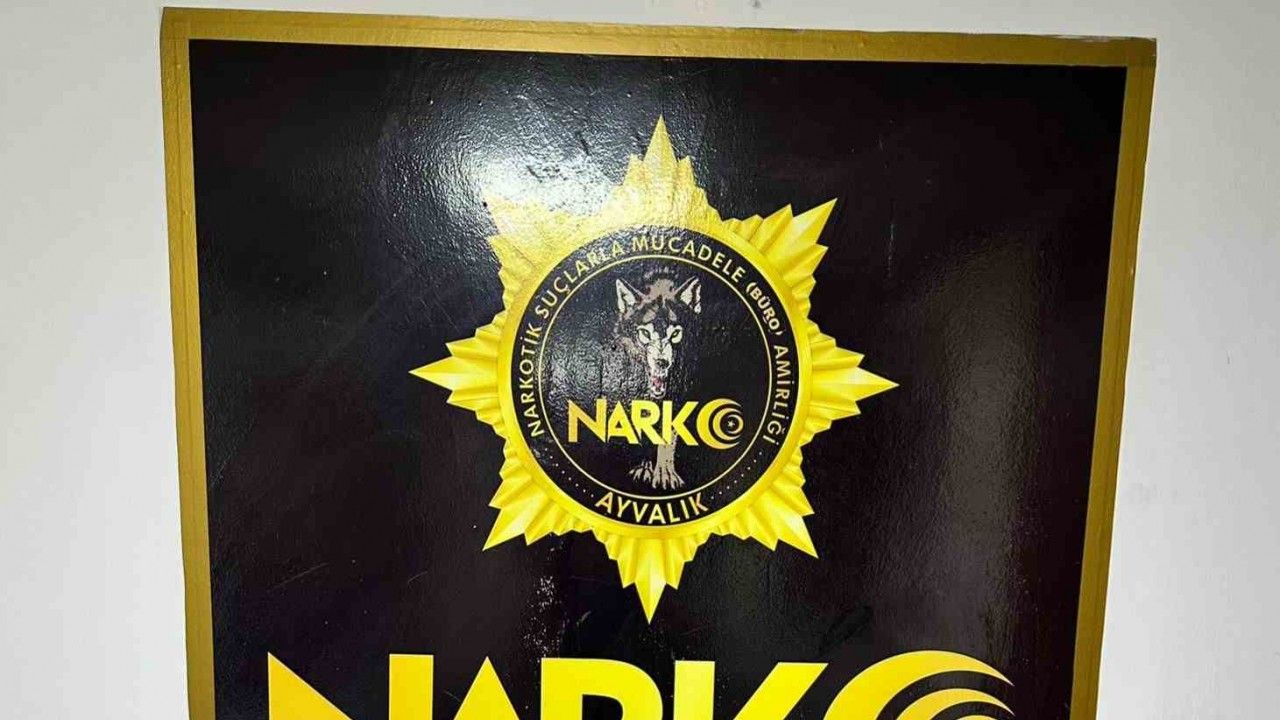 NARKOTİK SUÇLARLA MÜCADELE (BÜRO) AMİRLİĞİ
NARKO
AYVALIK
NARKO